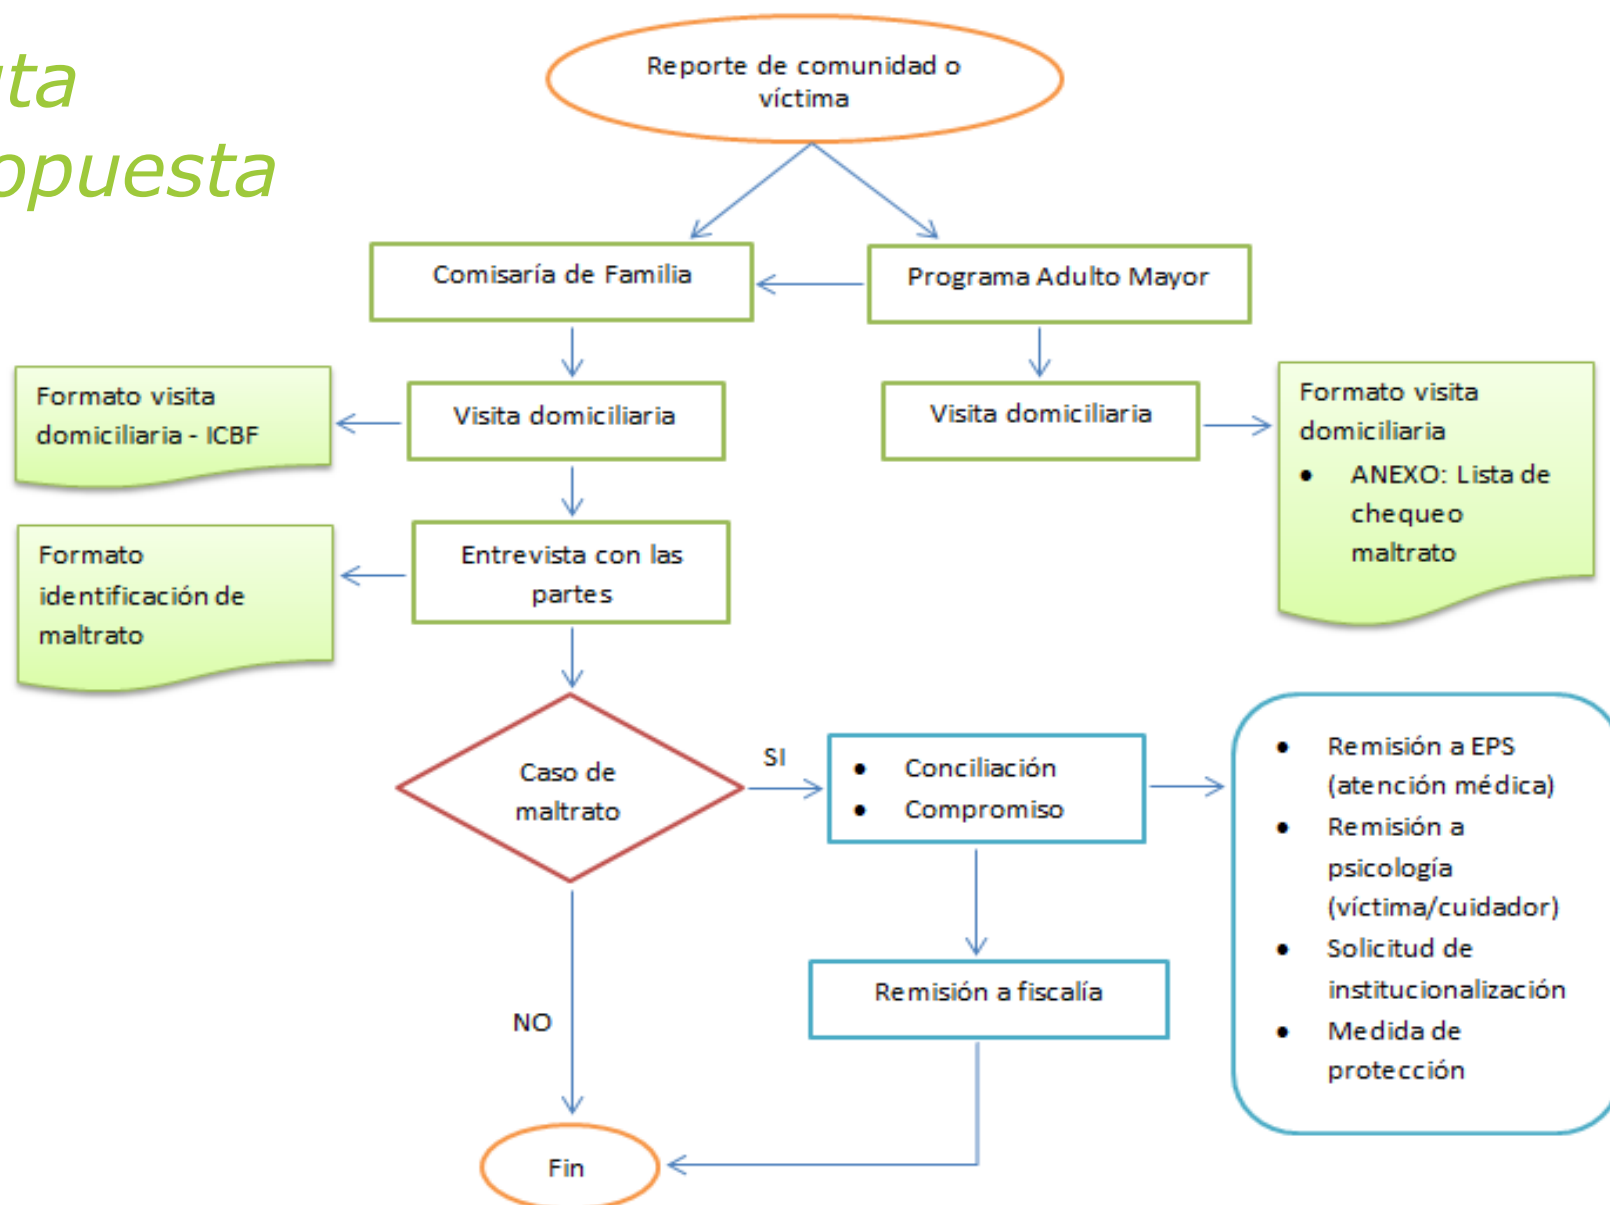 uta
opuesta
Reporte de comunidad o
víctima
Comisaría de Familia
Programa Adulto Mayor
Formato visita
domiciliaria - ICBF
Visita domiciliaria
Visita domiciliaria
Formato visita
domiciliaria
• ANEXO: Lista de
chequeo
maltrato
Formato
identificación de
maltrato
Entrevista con las
partes
Caso de
maltrato
SI
• Conciliación
• Compromiso
• Remisión a EPS
(atención médica)
• Remisión a
psicología
(víctima/cuidador)
• Solicitud de
institucionalización
• Medida de
protección
Remisión a fiscalía
NO
Fin